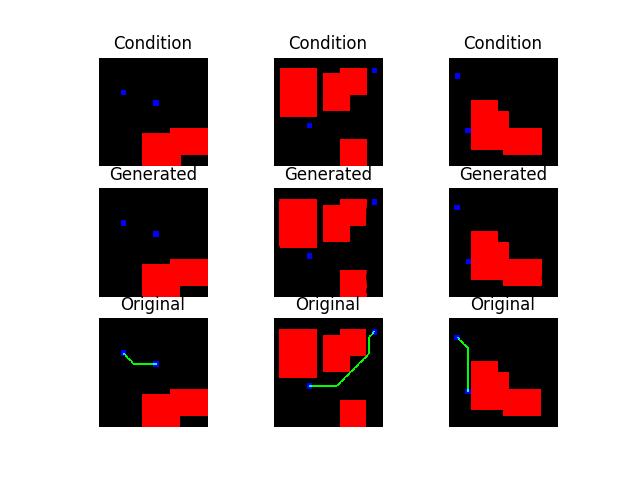 Condition Condition Condition
Generated Generated Generated
Original Original Original